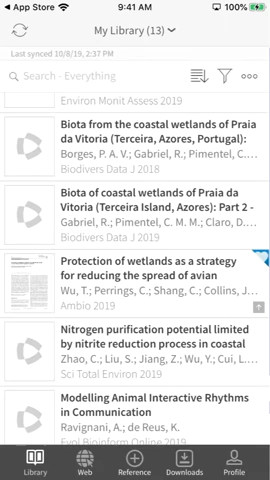 App Store 9:41 AM 100%
My Library (13)
Last synced 10/8/19, 2:37 PM
Search - Everything
Environ Monit Assess 2019
Biota from the coastal wetlands of Praia
da Vitoria (Terceira, Azores, Portugal):
Borges, P. A. V.; Gabriel, R.; Pimentel, C....
Biodivers Data J 2018
Biota of coastal wetlands of Praia da
Vitoria (Terceira Island, Azores): Part 2 -
Gabriel, R.; Pimentel, C. M. M.; Claro, D....
Biodivers Data J 2019
Protection of wetlands as a strategy
for reducing the spread of avian
Wu, T.; Perrings, C.; Shang, C.; Collins, J...
Ambio 2019
Nitrogen purification potential limited
by nitrite reduction process in coastal
Zhao, C.; Liu, S.; Jiang, Z.; Wu, Y.; Cui, L....
Sci Total Environ 2019
Modelling Animal Interactive Rhythms
in Communication
Ravignani, A.; de Reus, K.
Evol Bioinform Online 2019
Library Web Reference Downloads Profile